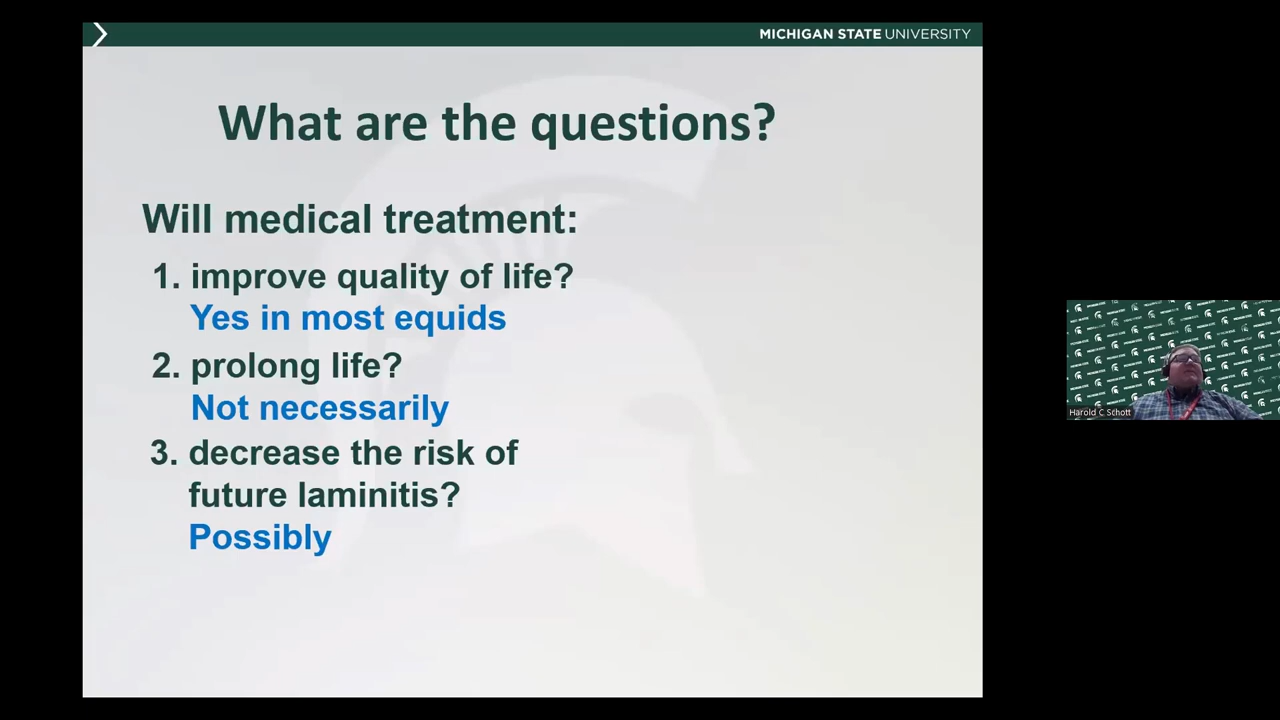 MICHIGAN STATE UNIVERSITY
What are the questions?
Will medical treatment:
1. improve quality of life?
Yes in most equids
2. prolong life?
Not necessarily
3. decrease the risk of
future laminitis?
Possibly
Harold C Schott